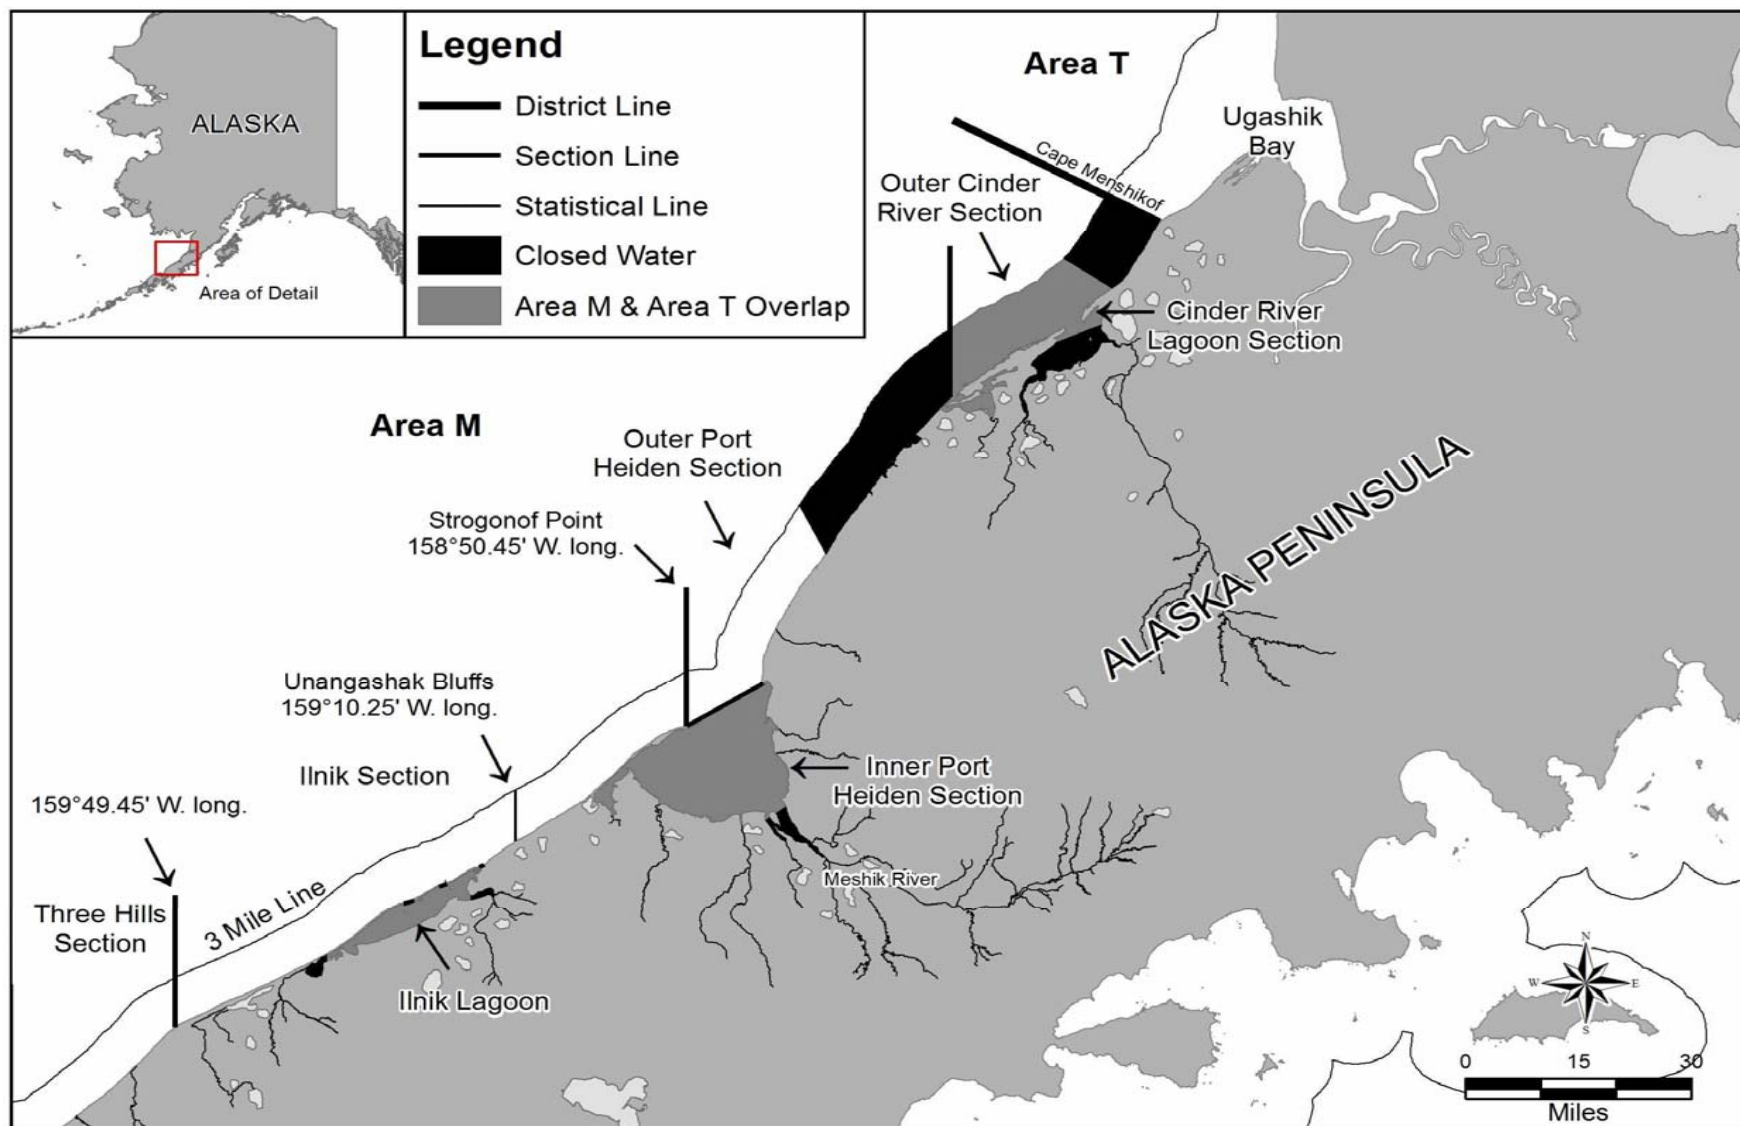 ALASKA
Area of Detail
Legend
District Line
Section Line
Statistical Line
Closed Water
Area M & Area T Overlap
Area T
Ugashik
Bay
Cape Menshikof
Outer Cinder
River Section
Cinder River
Lagoon Section
Area M
Outer Port
Heiden Section
Strogonof Point
158°50.45' W. long.
ALASKA PENINSULA
Unangashak Bluffs
159°10.25' W. long.
Ilnik Section
Inner Port
Heiden Section
159°49.45' W. long.
Meshik River
3 Mile Line
Three Hills
Section
Ilnik Lagoon
N
W
E
S
0 15 30
Miles